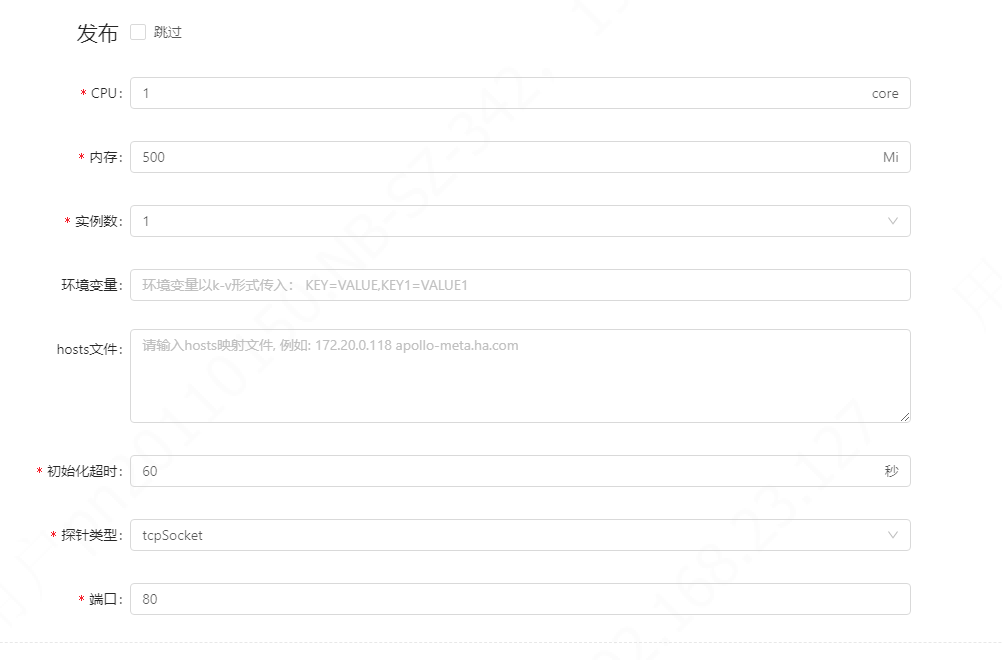 发布 跳过
* CPU: 1 core
* 内存: 500 Mi
* 实例数: 1
环境变量: 环境变量以k-v形式传入： KEY=VALUE,KEY1=VALUE1
hosts文件: 请输入hosts映射文件, 例如: 172.20.0.118 apollo-meta.ha.com
* 初始化超时: 60 秒
* 探针类型: tcpSocket
* 端口: 80